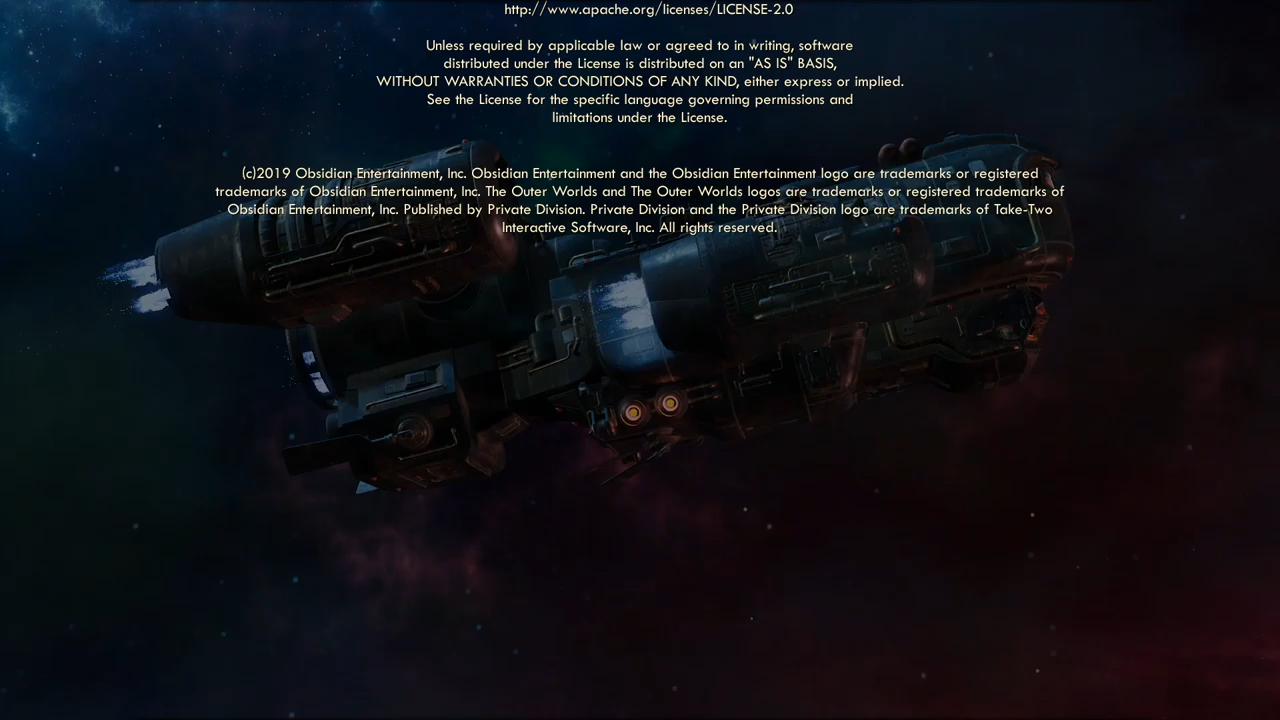 http://www.apache.org/licenses/LICENSE-2.0
Unless required by applicable law or agreed to in writing, software
distributed under the License is distributed on an "AS IS" BASIS,
WITHOUT WARRANTIES OR CONDITIONS OF ANY KIND, either express or implied.
See the License for the specific language governing permissions and
limitations under the License.
(c)2019 Obsidian Entertainment, Inc. Obsidian Entertainment and the Obsidian Entertainment logo are trademarks or registered
trademarks of Obsidian Entertainment, Inc. The Outer Worlds and The Outer Worlds logos are trademarks or registered trademarks of
Obsidian Entertainment, Inc. Published by Private Division. Private Division and the Private Division logo are trademarks of Take-Two
Interactive Software, Inc. All rights reserved.